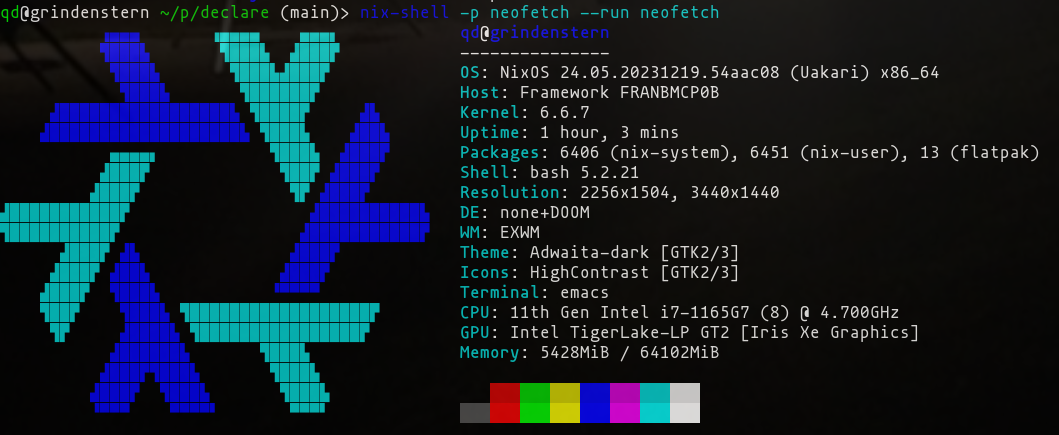 qd@grindenstern ~/p/declare (main)> nix-shell -p neofetch --run neofetch
qd@grindenstern
---------------
OS: NixOS 24.05.20231219.54aac08 (Uakari) x86_64
Host: Framework FRANBMCP0B
Kernel: 6.6.7
Uptime: 1 hour, 3 mins
Packages: 6406 (nix-system), 6451 (nix-user), 13 (flatpak)
Shell: bash 5.2.21
Resolution: 2256x1504, 3440x1440
DE: none+DOOM
WM: EXWM
Theme: Adwaita-dark [GTK2/3]
Icons: HighContrast [GTK2/3]
Terminal: emacs
CPU: 11th Gen Intel i7-1165G7 (8) @ 4.700GHz
GPU: Intel TigerLake-LP GT2 [Iris Xe Graphics]
Memory: 5428MiB / 64102MiB